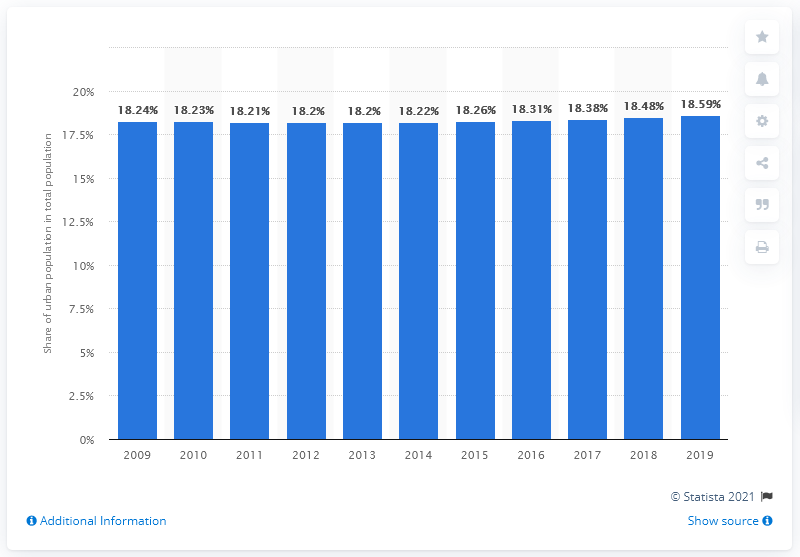 20%
17.5%
15%
12.5%
10%
7.5%
5%
2.5%
0%
Share of urban population in total population
18.24% 18.23% 18.21% 18.2% 18.2% 18.22% 18.26% 18.31% 18.38% 18.48% 18.59%
2009 2010 2011 2012 2013 2014 2015 2016 2017 2018 2019
© Statista 2021
Additional Information Show source